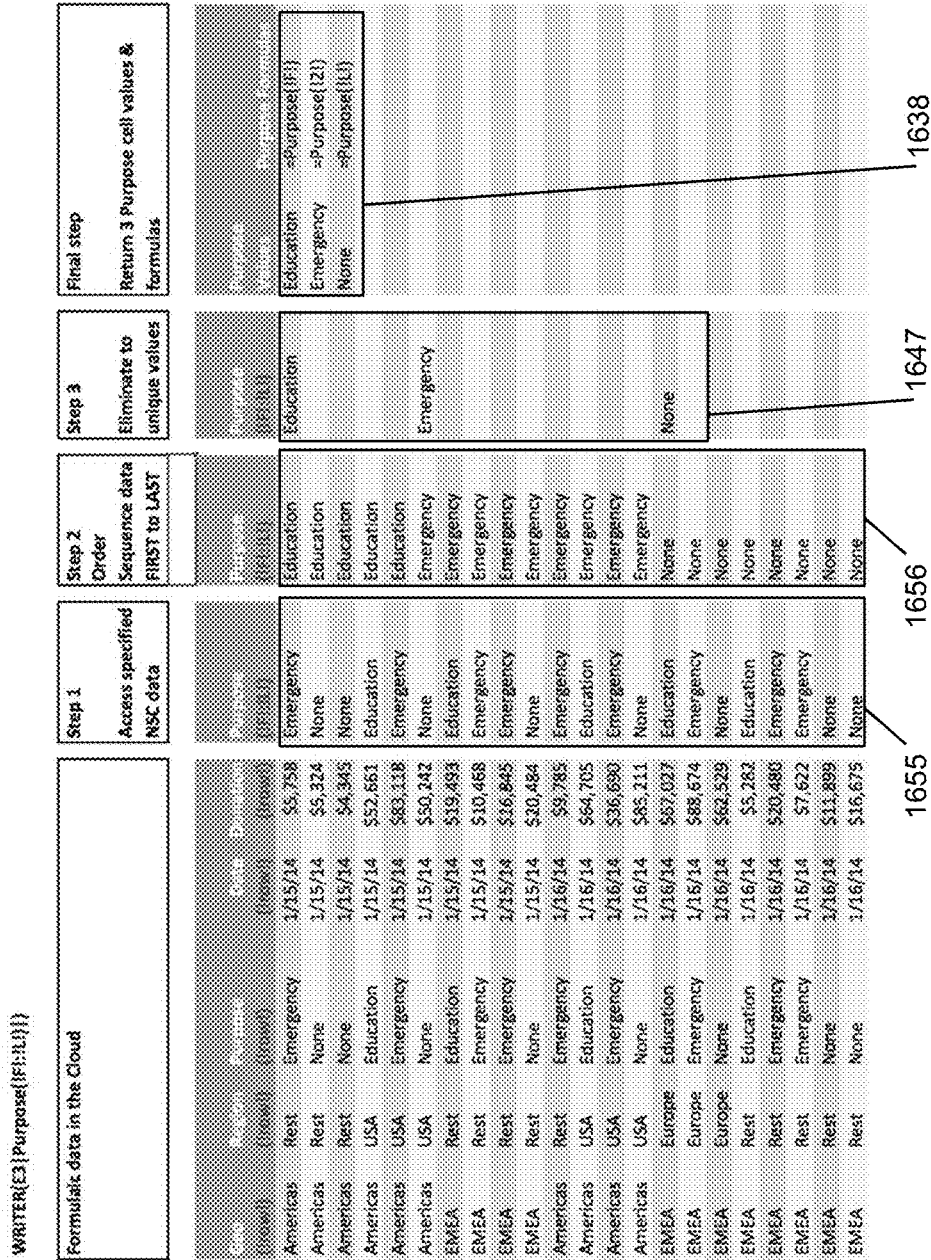 WRITER(E3|Purpose{!F!:!L!}|)
Formulaic data in the Cloud
Step 1
Access specified
NSC data
Step 2
Order
Sequence data
FIRST to LAST
Step 3
Eliminate to
unique values
Final step
Return 3 Purpose cell values &
formulas
Americas Rest Emergency 1/15/14 $5,758 Emergency Education Education Education =Purpose{!F!}
Americas Rest None 1/15/14 $5,324 None Education Emergency =Purpose{!2!}
Americas Rest None 1/15/14 $4,345 None Education None =Purpose{!L!}
Americas USA Education 1/15/14 $52,661 Education Education
Americas USA Emergency 1/15/14 $83,118 Emergency Education
Americas USA None 1/15/14 $30,242 None Emergency Emergency
EMEA Rest Education 1/15/14 $19,493 Education Emergency
EMEA Rest Emergency 1/15/14 $10,468 Emergency Emergency
EMEA Rest Emergency 1/15/14 $16,845 Emergency Emergency
EMEA Rest None 1/15/14 $20,484 None Emergency
Americas Rest Emergency 1/16/14 $9,785 Emergency Emergency
Americas USA Education 1/16/14 $64,705 Education Emergency
Americas USA Emergency 1/16/14 $36,690 Emergency Emergency
Americas USA None 1/16/14 $85,211 None Emergency
EMEA Europe Education 1/16/14 $67,027 Education None None
EMEA Europe Emergency 1/16/14 $68,674 Emergency None
EMEA Europe None 1/16/14 $62,529 None None
EMEA Rest Education 1/16/14 $5,282 Education None
EMEA Rest Emergency 1/16/14 $20,480 Emergency None
EMEA Rest Emergency 1/16/14 $7,622 Emergency None
EMEA Rest None 1/16/14 $11,899 None None
EMEA Rest None 1/16/14 $16,675 None None
1655
1656
1647
1638